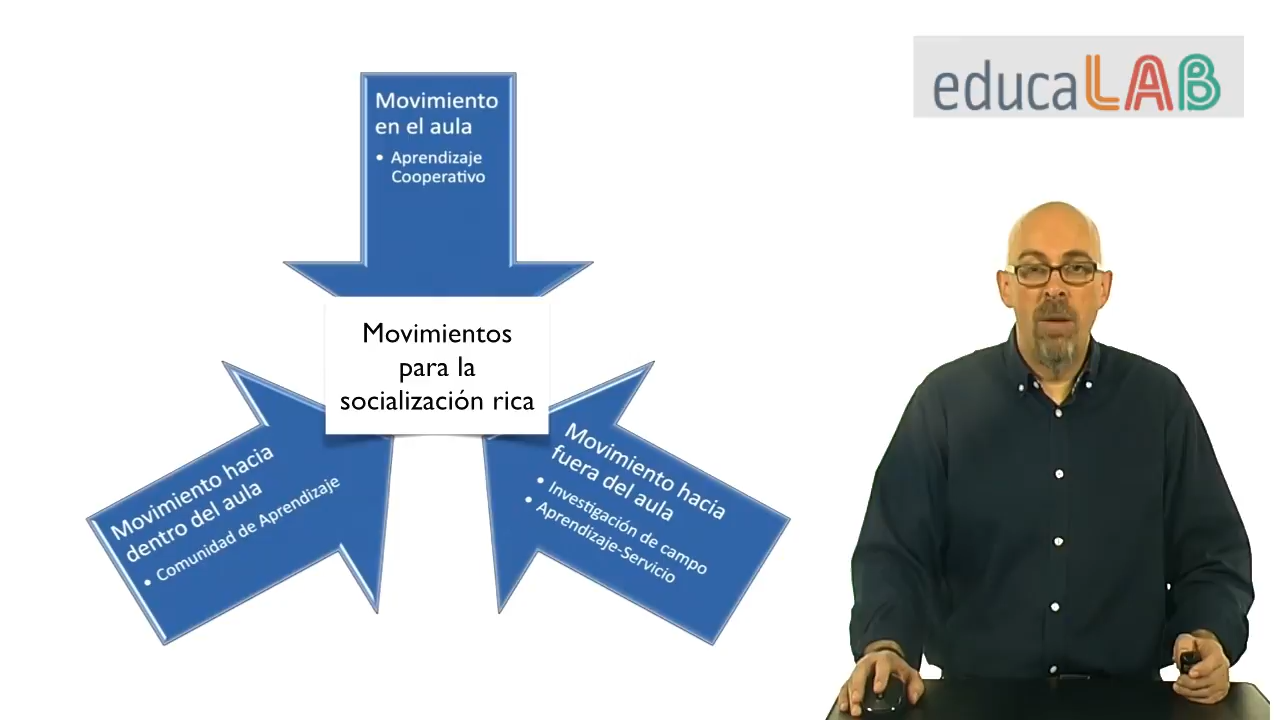 educaLAB
Movimiento
en el aula
• Aprendizaje
Cooperativo
Movimientos
para la
socialización rica
Movimiento hacia
dentro del aula
• Comunidad de Aprendizaje
Movimiento hacia
fuera del aula
• Investigación de campo
• Aprendizaje-Servicio